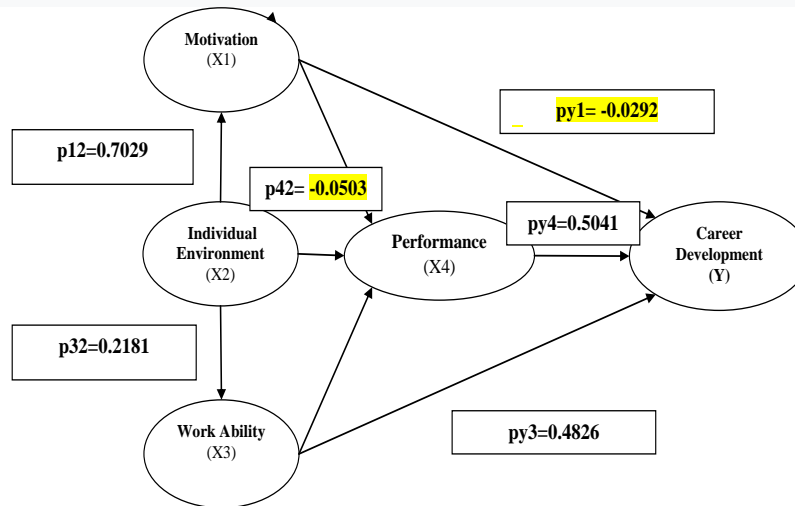 Motivation
(X1)
py1= -0.0292
p12=0.7029
p42= -0.0503
Individual
Environment
(X2)
Performance
(X4)
py4=0.5041
Career
Development
(Y)
p32=0.2181
Work Ability
(X3)
py3=0.4826